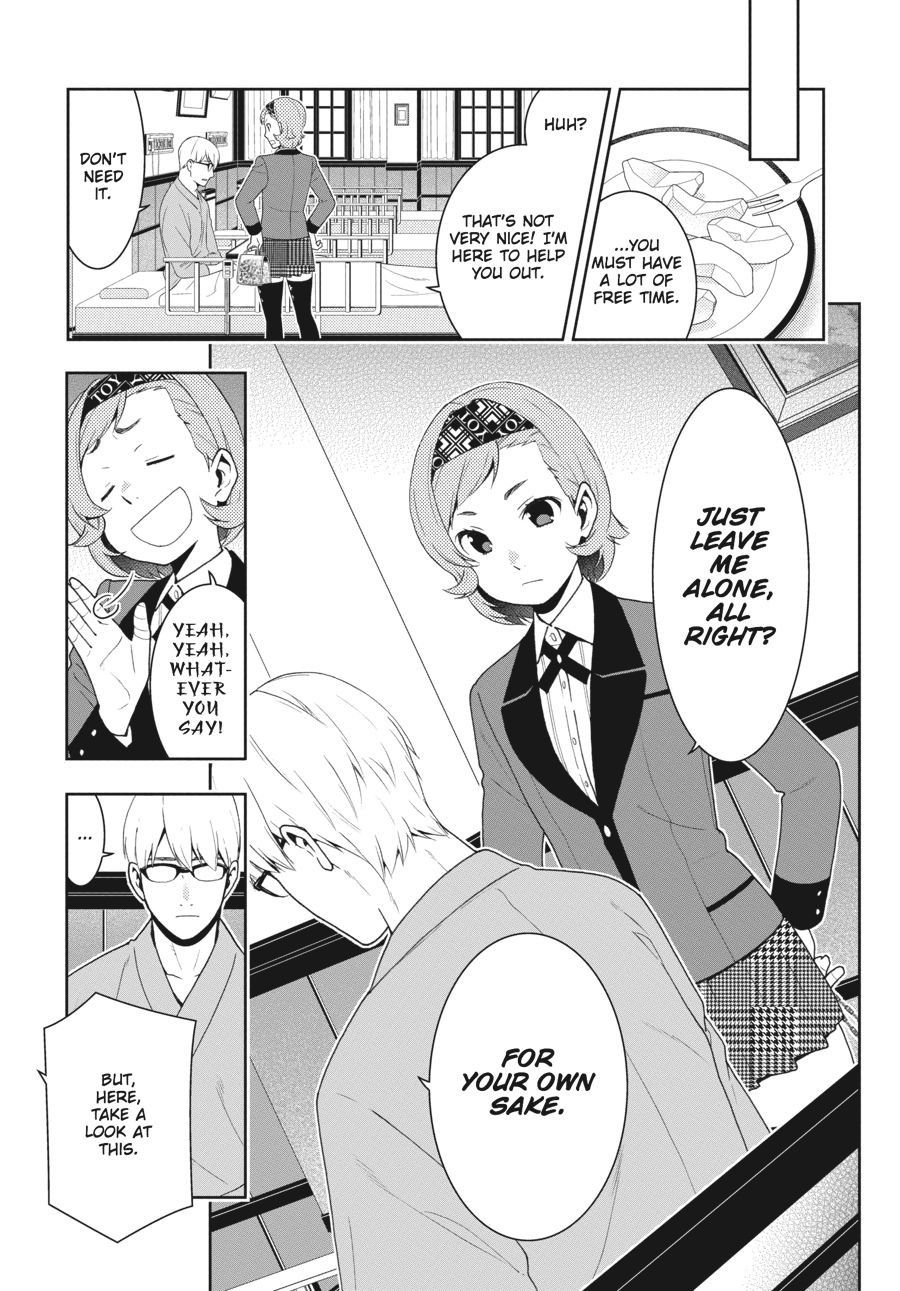 ...YOU
MUST HAVE
A LOT OF
FREE TIME.
HUH?
THAT'S NOT
VERY NICE! I'M
HERE TO HELP
YOU OUT.
DON'T
NEED
IT.
JUST
LEAVE
ME
ALONE,
ALL
RIGHT?
FOR
YOUR OWN
SAKE.
TOY
YEAH,
YEAH,
WHAT-
EVER
YOU
SAY!
...
BUT,
HERE,
TAKE A
LOOK AT
THIS.